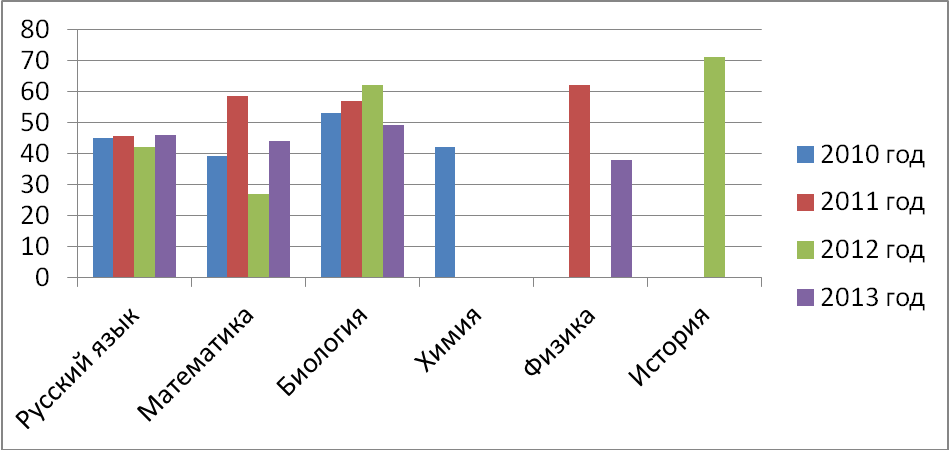 80
70
60
50
40
30
20
10
0
Русский язык
Математика
Биология
Химия
Физика
История
2010 год
2011 год
2012 год
2013 год